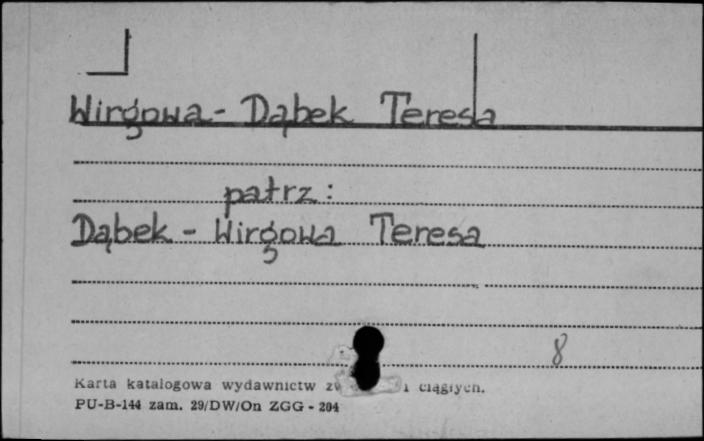 Wirgowa - Dąbek Teresa
patrz:
Dąbek - Wirgowa Teresa
8
Karta katalogowa wydawnictw ciągłych.
PU-B-144 zam. 29/DW/On ZGG - 204